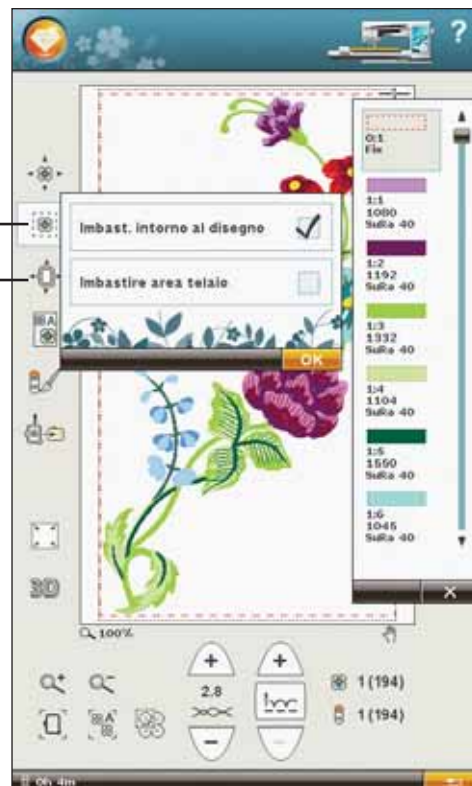 ?
0:1
Fix
1:1
1080
SuRa 40
1:2
1192
SuRa 40
1:3
1332
SuRa 40
1:4
1104
SuRa 40
1:5
1550
SuRa 40
1:6
1045
SuRa 40
Imbast. intorno al disegno
Imbastire area telaio
OK
A
3D
100%
+
+
2.8
1(194)
A
1(194)
0h 4m